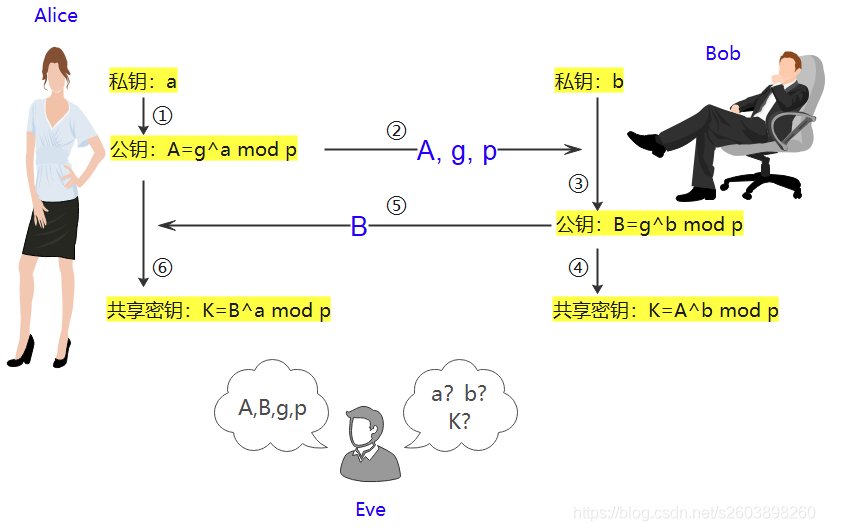 Alice
Bob
私钥：a
私钥：b
①
②
公钥：A=g^a mod p
A, g, p
③
⑤
B
公钥：B=g^b mod p
⑥
④
共享密钥：K=B^a mod p
共享密钥：K=A^b mod p
A,B,g,p
a？b？
K？
Eve
https://blog.csdn.net/s2603898260